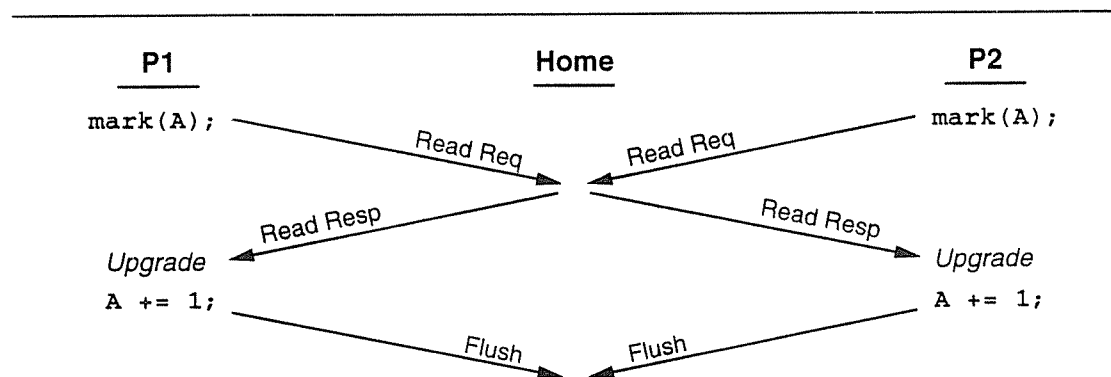 P1 Home P2
mark(A); mark(A);
Read Req Read Req
Read Resp Read Resp
Upgrade Upgrade
A += 1; A += 1;
Flush Flush